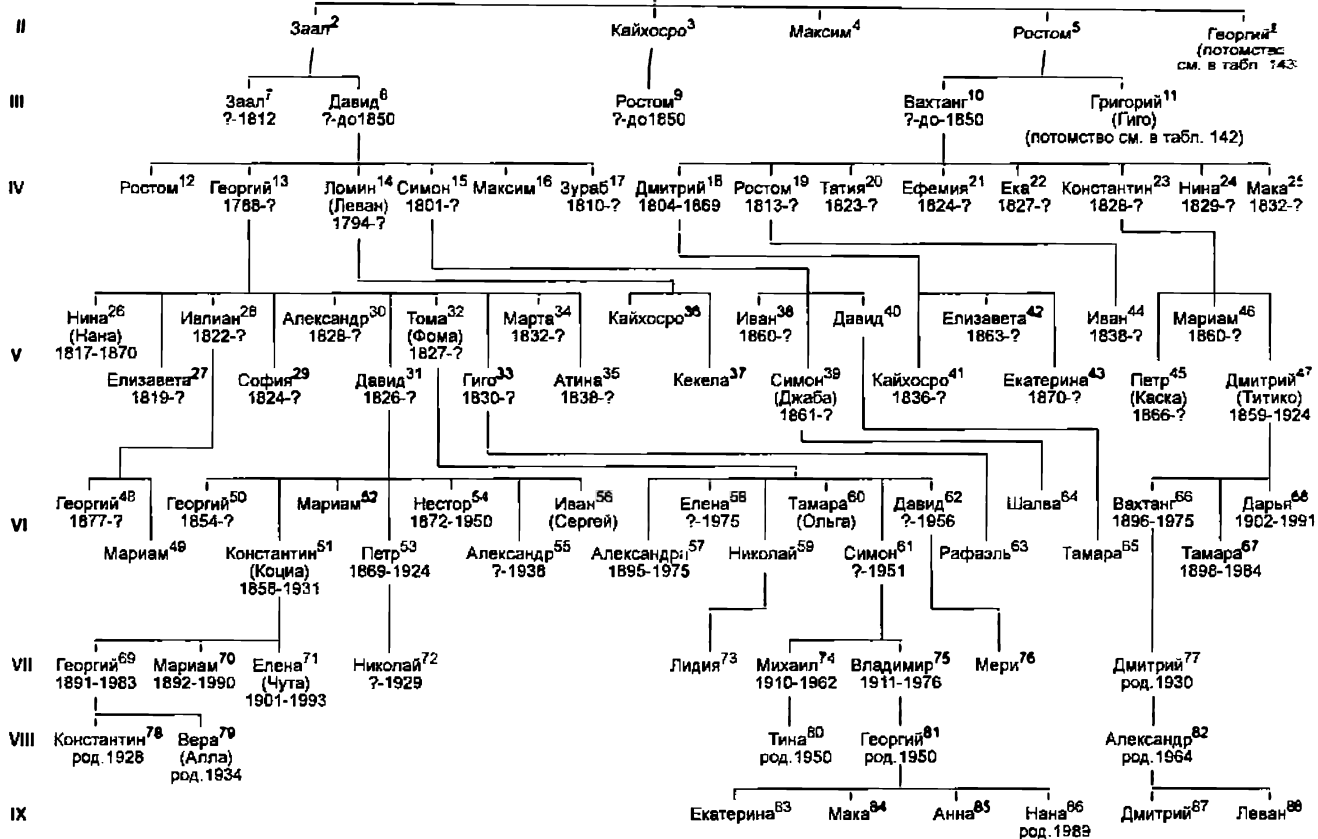 II
Заал² Кайхосро³ Максим⁴ Ростом⁵ Георгий
(потомство
см. в табл. 143
III
Заал⁷ Давид⁸ Ростом⁹ Вахтанг¹⁰ Григорий¹¹
?-1812 ?-до1850 ?-до1850 ?-до-1850 (Гиго)
(потомство см. в табл. 142)
IV
Ростом¹² Георгий¹³ Ломин¹⁴ Симон¹⁵ Максим¹⁶ Зураб¹⁷ Дмитрий¹⁸ Ростом¹⁹ Татия²⁰ Ефемия²¹ Ека²² Константин²³ Нина²⁴ Мака²⁵
1788-? (Леван) 1801-? 1810-? 1804-1869 1813-? 1823-? 1824-? 1827-? 1828-? 1829-? 1832-?
1794-?
V
Нина²⁶ Ивлиан²⁸ Александр³⁰ Тома³² Марта³⁴ Кайхосро³⁶ Иван³⁸ Давид⁴⁰ Елизавета⁴² Иван⁴⁴ Мариам⁴⁶
(Нана) 1822-? 1828-? (Фома) 1832-? 1860-? 1863-? 1838-? 1860-?
1817-1870 1827-?
Елизавета²⁷ София²⁹ Давид³¹ Гиго³³ Атина³⁵ Кекела³⁷ Симон³⁹ Кайхосро⁴¹ Екатерина⁴³ Петр⁴⁵ Дмитрий⁴⁷
1819-? 1824-? 1826-? 1830-? 1838-? (Джаба) 1836-? 1870-? (Каска) (Титико)
1861-? 1866-? 1859-1924
VI
Георгий⁴⁸ Георгий⁵⁰ Мариам⁵² Нестор⁵⁴ Иван⁵⁶ Елена⁵⁸ Тамара⁶⁰ Давид⁶² Шалва⁶⁴ Вахтанг⁶⁶ Дарья⁶⁸
1877-? 1854-? 1872-1950 (Сергей) ?-1975 (Ольга) ?-1956 1896-1975 1902-1991
Мариам⁴⁹ Константин⁵¹ Петр⁵³ Александр⁵⁵ Александр⁵⁷ Николай⁵⁹ Симон⁶¹ Рафаэль⁶³ Тамара⁶⁵ Тамара⁶⁷
(Коциа) 1869-1924 ?-1938 1895-1975 ?-1951 1898-1984
1858-1931
VII
Георгий⁶⁹ Мариам⁷⁰ Елена⁷¹ Николай⁷² Лидия⁷³ Михаил⁷⁴ Владимир⁷⁵ Мери⁷⁶ Дмитрий⁷⁷
1891-1983 1892-1990 (Чута) ?-1929 1910-1962 1911-1976 род.1930
1901-1993
VIII
Константин⁷⁸ Вера⁷⁹ Тина⁸⁰ Георгий⁸¹ Александр⁸²
род.1928 (Алла) род.1950 род.1950 род.1964
род.1934
IX
Екатерина⁸³ Мака⁸⁴ Анна⁸⁵ Нана⁸⁶ Дмитрий⁸⁷ Леван⁸⁸
род.1989